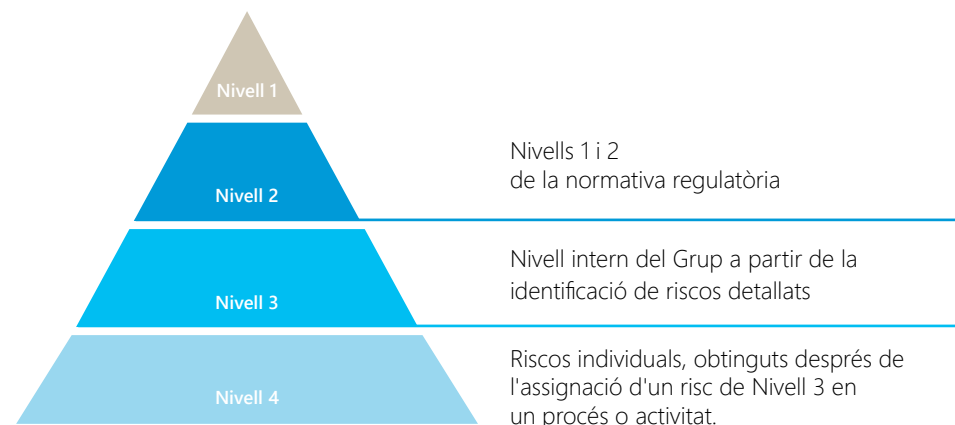 Nivell 1
Nivell 2
Nivells 1 i 2
de la normativa regulatòria
Nivell 3
Nivell intern del Grup a partir de la
identificació de riscos detallats
Nivell 4
Riscos individuals, obtinguts després de
l'assignació d'un risc de Nivell 3 en
un procés o activitat.